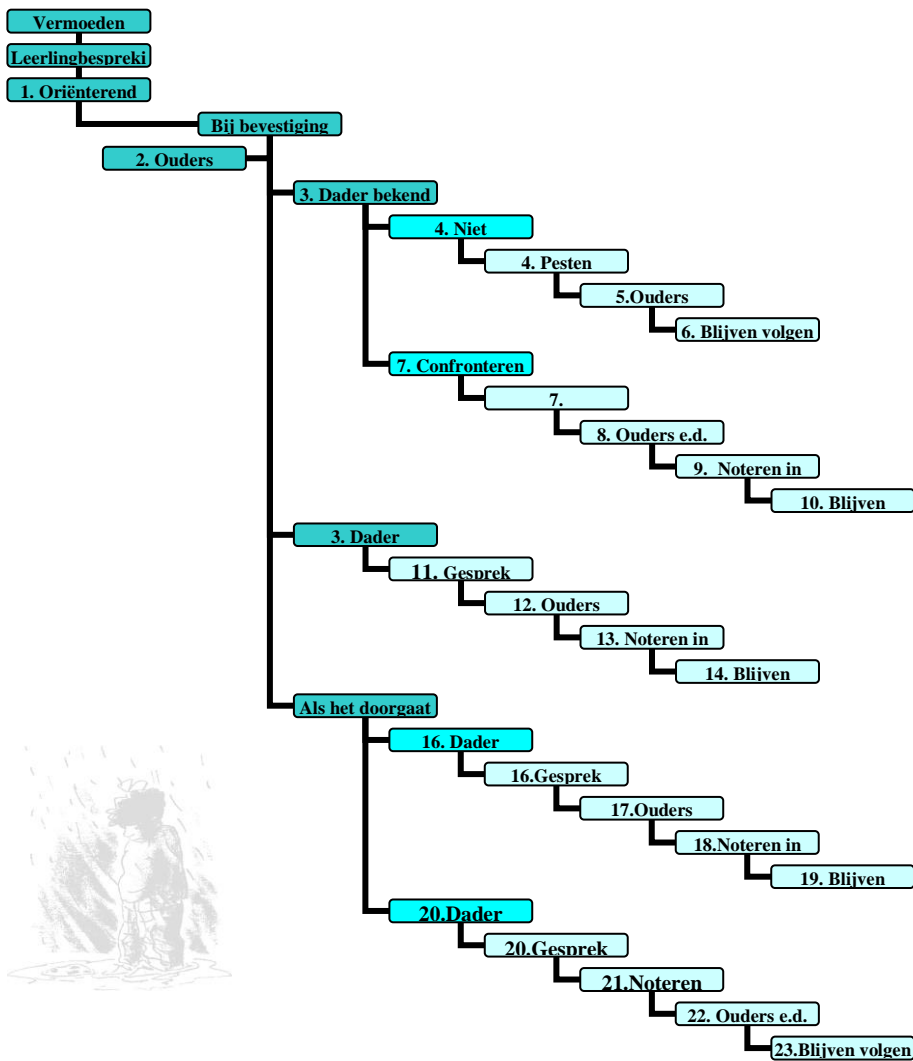 Vermoeden
Leerlingbespreki
1. Oriënterend
Bij bevestiging
2. Ouders
3. Dader bekend
4. Niet
4. Pesten
5.Ouders
6. Blijven volgen
7. Confronteren
7.
8. Ouders e.d.
9. Noteren in
10. Blijven
3. Dader
11. Gesprek
12. Ouders
13. Noteren in
14. Blijven
Als het doorgaat
16. Dader
16.Gesprek
17.Ouders
18.Noteren in
19. Blijven
20.Dader
20.Gesprek
21.Noteren
22. Ouders e.d.
23.Blijven volgen